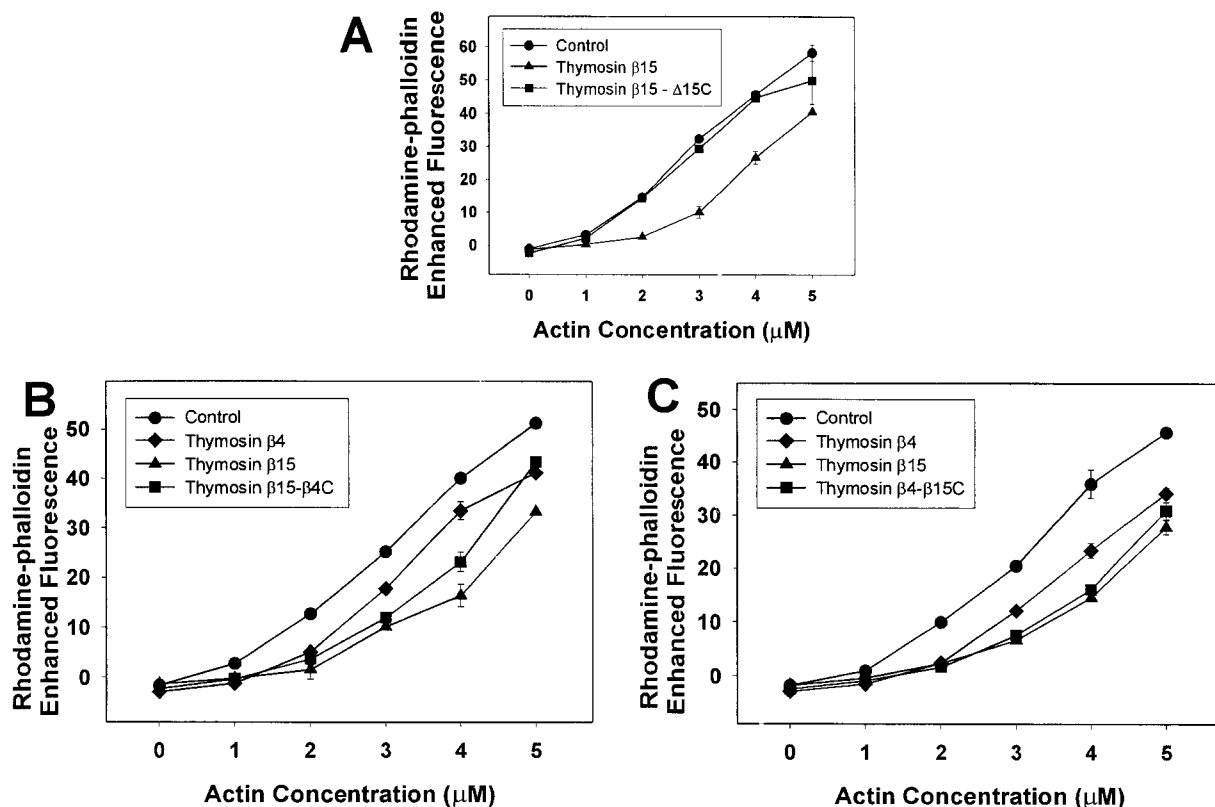 A
Rhodamine-phalloidin
Enhanced Fluorescence
60
50
40
30
20
10
0
Control
Thymosin β15
Thymosin β15 - Δ15C
0 1 2 3 4 5
Actin Concentration (μM)
B
Rhodamine-phalloidin
Enhanced Fluorescence
50
40
30
20
10
0
Control
Thymosin β4
Thymosin β15
Thymosin β15-β4C
0 1 2 3 4 5
Actin Concentration (μM)
C
Rhodamine-phalloidin
Enhanced Fluorescence
50
40
30
20
10
0
Control
Thymosin β4
Thymosin β15
Thymosin β4-β15C
0 1 2 3 4 5
Actin Concentration (μM)